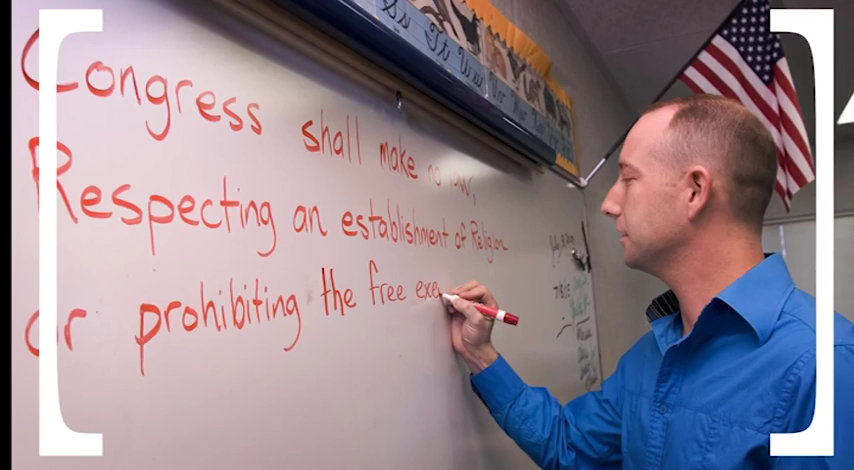 Congress shall make no law,
Respecting an establishment of Religion
or prohibiting the free exe